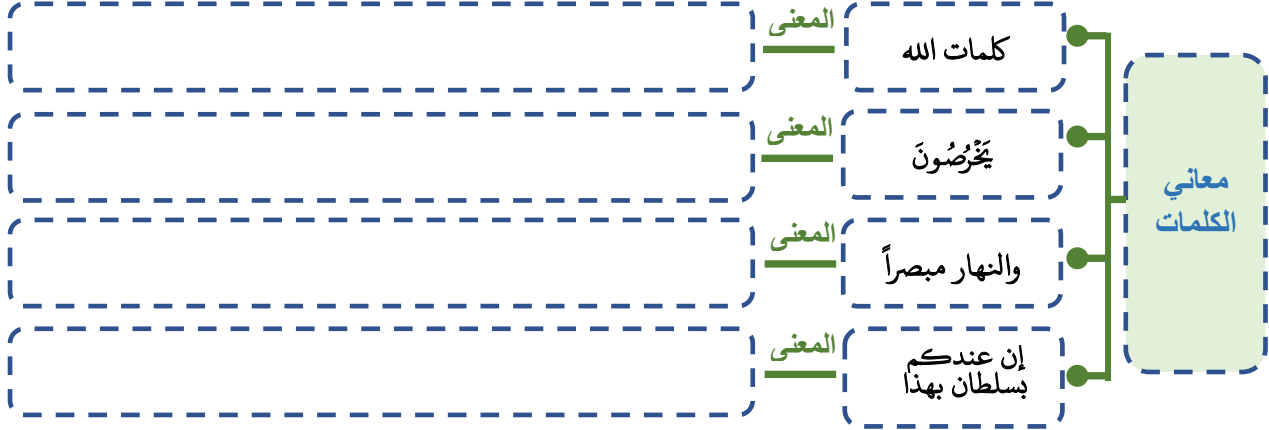 معاني
الكلمات
كلمات الله
المعنى
يَخْرُصُونَ
المعنى
والنهار مبصراً
المعنى
إن عندكم
بسلطان بهذا
المعنى